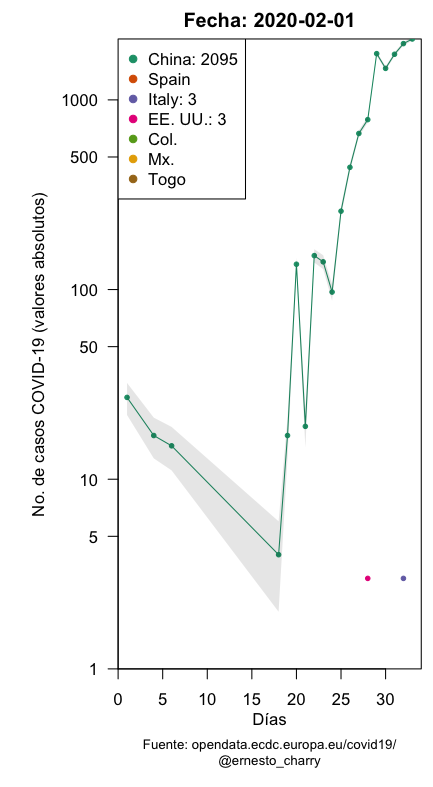 Fecha: 2020-02-01
China: 2095
Spain
Italy: 3
EE. UU.: 3
Col.
Mx.
Togo
No. de casos COVID-19 (valores absolutos)
1000
500
100
50
10
5
1
0 5 10 15 20 25 30
Días
Fuente: opendata.ecdc.europa.eu/covid19/
@ernesto_charry